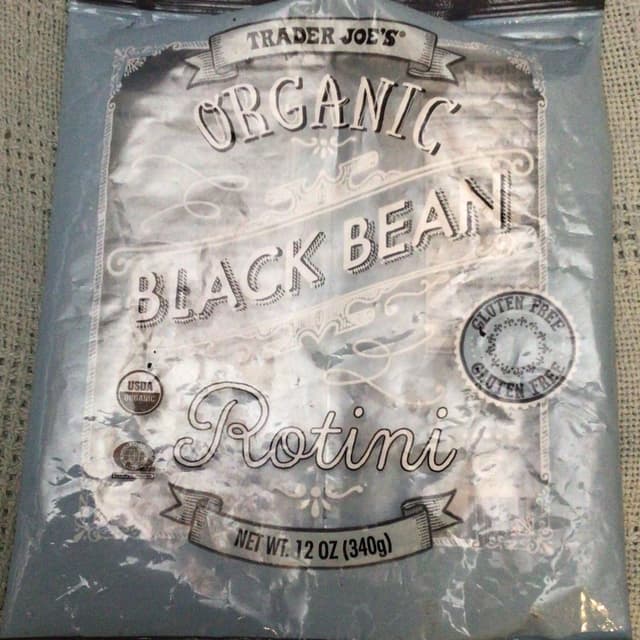 TRADER JOE'S®
ORGANIC
BLACK BEAN
GLUTEN FREE
GLUTEN FREE
USDA
ORGANIC
Rotini
NET WT. 12 OZ (340g)